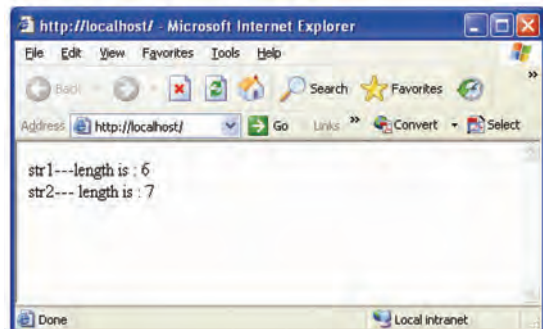 http://localhost/ - Microsoft Internet Explorer
File Edit View Favorites Tools Help
Back Search Favorites
Address http://localhost/ Go Links » Convert Select
str1---length is : 6
str2--- length is : 7
Done Local intranet